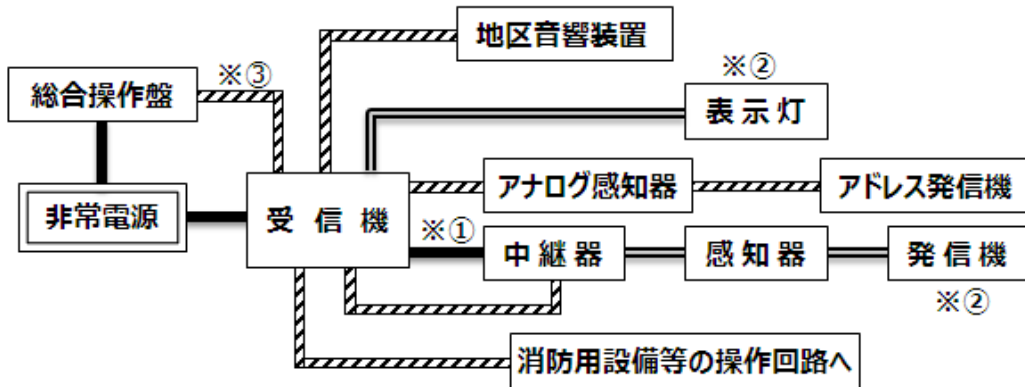 地区音響装置
※③
※②
総合操作盤
表示灯
アナログ感知器
アドレス発信機
非常電源
受信機
※①
中継器
感知器
発信機
※②
消防用設備等の操作回路へ